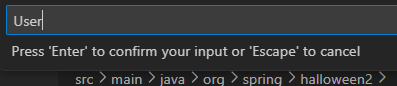 User
Press 'Enter' to confirm your input or 'Escape' to cancel
src > main > java > org > spring > halloween2 >